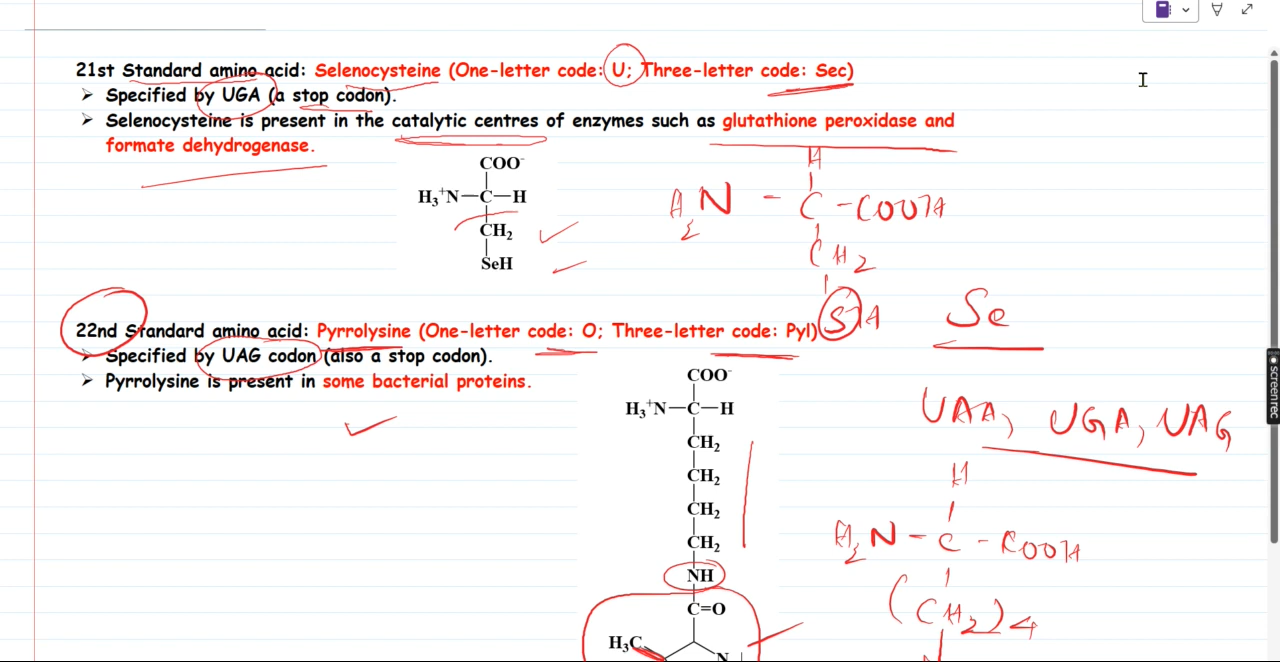 21st Standard amino acid: Selenocysteine (One-letter code: U; Three-letter code: Sec)
➢ Specified by UGA (a stop codon).
➢ Selenocysteine is present in the catalytic centres of enzymes such as glutathione peroxidase and
formate dehydrogenase.
COO⁻
H₃⁺N—C—H
CH₂
SeH
H
H₂N - C - COOH
CH₂
SH
Se
22nd Standard amino acid: Pyrrolysine (One-letter code: O; Three-letter code: Pyl)
➢ Specified by UAG codon (also a stop codon).
➢ Pyrrolysine is present in some bacterial proteins.
COO⁻
H₃⁺N—C—H
CH₂
CH₂
CH₂
CH₂
NH
C=O
H₃C
N
UAA, UGA, UAG
H
H₂N - C - COOH
(CH₂)4
screenrec